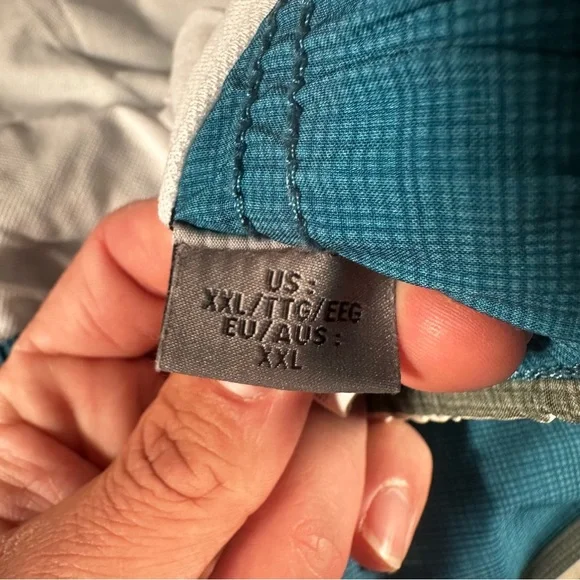 US :
XXL/TTG/EEG
EU/AUS :
XXL